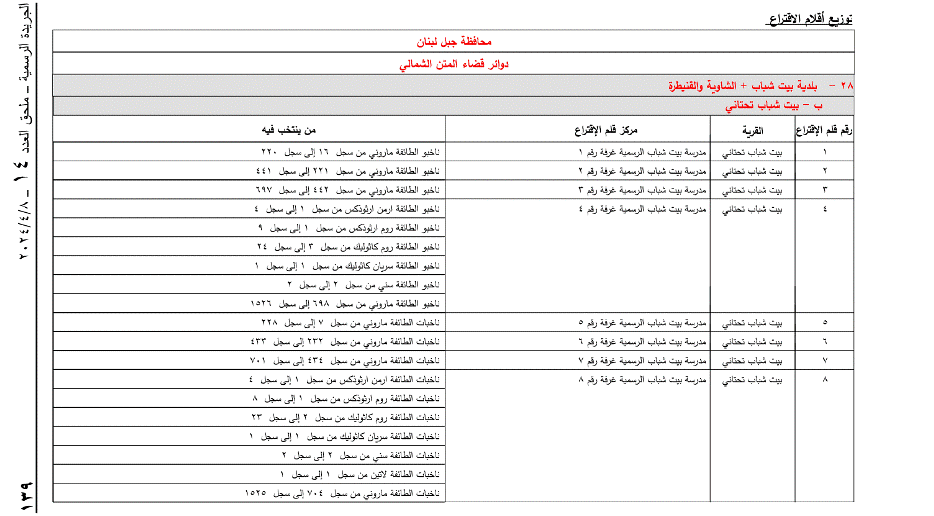 توزيع أقلام الإقتراع
محافظة جبل لبنان
دوائر قضاء المتن الشمالي
٢٨ - بلدية بيت شباب + الشاوية والقنيطرة
ب - بيت شباب تحتاني
رقم قلم الإقتراع القرية مركز قلم الإقتراع من ينتخب فيه
١ بيت شباب تحتاني مدرسة بيت شباب الرسمية غرفة رقم ١ ناخبو الطائفة ماروني من سجل ١٦ إلى سجل ٢٢٠
٢ بيت شباب تحتاني مدرسة بيت شباب الرسمية غرفة رقم ٢ ناخبو الطائفة ماروني من سجل ٢٢١ إلى سجل ٤٤١
٣ بيت شباب تحتاني مدرسة بيت شباب الرسمية غرفة رقم ٣ ناخبو الطائفة ماروني من سجل ٤٤٢ إلى سجل ٦٩٧
٤ بيت شباب تحتاني مدرسة بيت شباب الرسمية غرفة رقم ٤ ناخبو الطائفة ارمن ارثوذكس من سجل ١ إلى سجل ٤
ناخبو الطائفة روم ارثوذكس من سجل ١ إلى سجل ٩
ناخبو الطائفة روم كاثوليك من سجل ٣ إلى سجل ٢٤
ناخبو الطائفة سريان كاثوليك من سجل ١ إلى سجل ١
ناخبو الطائفة سني من سجل ٢ إلى سجل ٢
ناخبو الطائفة ماروني من سجل ٦٩٨ إلى سجل ١٥٢٦
٥ بيت شباب تحتاني مدرسة بيت شباب الرسمية غرفة رقم ٥ ناخبات الطائفة ماروني من سجل ٧ إلى سجل ٢٢٨
٦ بيت شباب تحتاني مدرسة بيت شباب الرسمية غرفة رقم ٦ ناخبات الطائفة ماروني من سجل ٢٣٢ إلى سجل ٤٣٣
٧ بيت شباب تحتاني مدرسة بيت شباب الرسمية غرفة رقم ٧ ناخبات الطائفة ماروني من سجل ٤٣٤ إلى سجل ٧٠١
٨ بيت شباب تحتاني مدرسة بيت شباب الرسمية غرفة رقم ٨ ناخبات الطائفة ارمن ارثوذكس من سجل ١ إلى سجل ٤
ناخبات الطائفة روم ارثوذكس من سجل ١ إلى سجل ٨
ناخبات الطائفة روم كاثوليك من سجل ٢ إلى سجل ٢٣
ناخبات الطائفة سريان كاثوليك من سجل ١ إلى سجل ١
ناخبات الطائفة سني من سجل ٢ إلى سجل ٢
ناخبات الطائفة لاتين من سجل ١ إلى سجل ١
ناخبات الطائفة ماروني من سجل ٧٠٤ إلى سجل ١٥٢٥
الجريدة الرسمية - ملحق العدد ١٤ - ٢٠٢٤/٤/٨
١٣٩